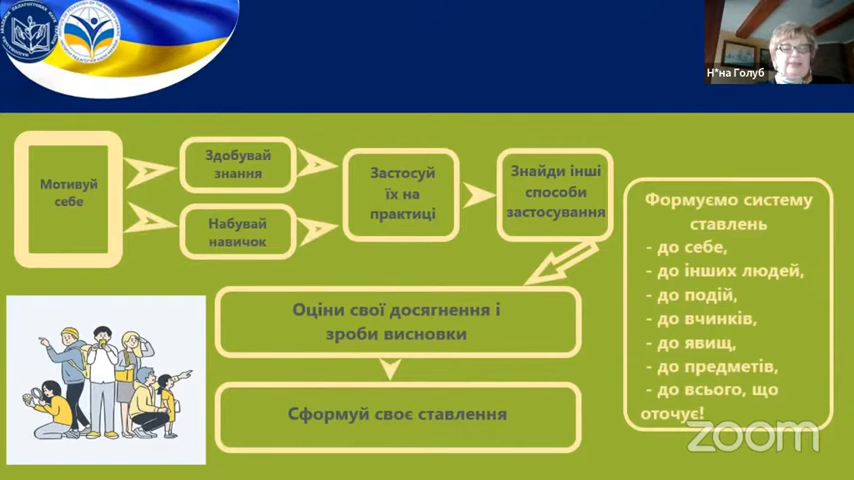 Н*на Голуб
Мотивуй
себе
Здобувай
знання
Набувай
навичок
Застосуй
їх на
практиці
Знайди інші
способи
застосування
Оціни свої досягнення і
зроби висновки
Сформуй своє ставлення
Формуємо систему
ставлень
- до себе,
- до інших людей,
- до подій,
- до вчинків,
- до явищ,
- до предметів,
- до всього, що
оточує!
zoom